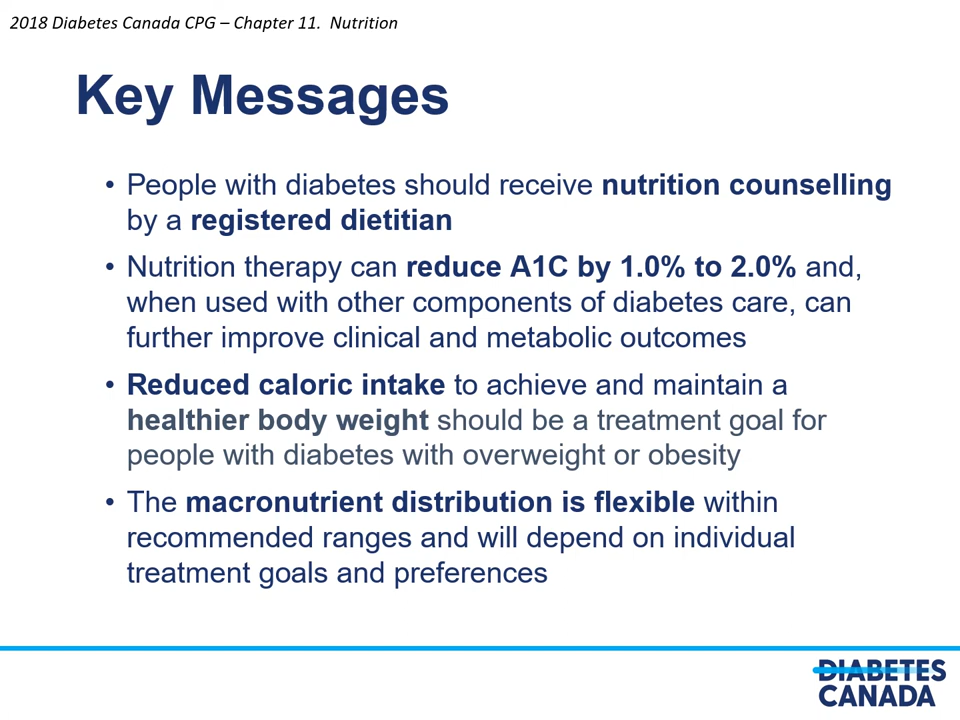 2018 Diabetes Canada CPG – Chapter 11. Nutrition
Key Messages
• People with diabetes should receive nutrition counselling
by a registered dietitian
• Nutrition therapy can reduce A1C by 1.0% to 2.0% and,
when used with other components of diabetes care, can
further improve clinical and metabolic outcomes
• Reduced caloric intake to achieve and maintain a
healthier body weight should be a treatment goal for
people with diabetes with overweight or obesity
• The macronutrient distribution is flexible within
recommended ranges and will depend on individual
treatment goals and preferences
DIABETES
CANADA